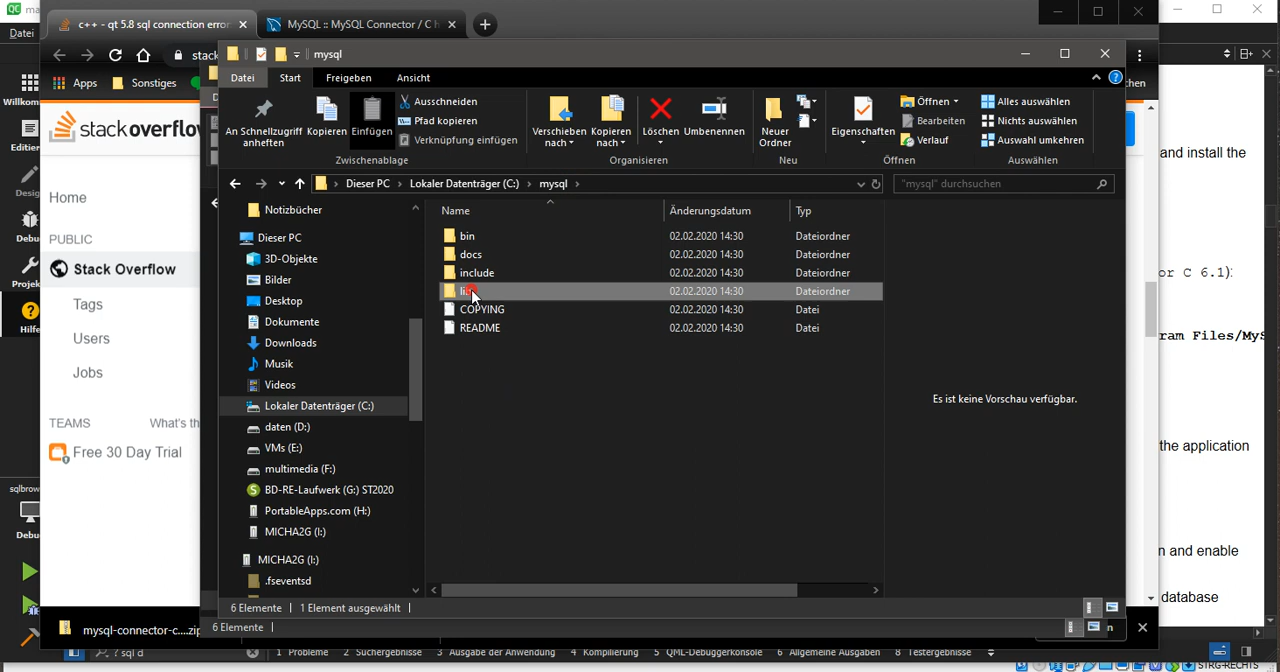 c++ - qt 5.8 sql connection error
MySQL :: MySQL Connector / C h
Datei
stack
mysql
Apps
Sonstiges
chen
Willkom
Datei
Start
Freigeben
Ansicht
stackoverflow
Editier
An Schnellzugriff anheften
Kopieren
Einfügen
Ausschneiden
Pfad kopieren
Verknüpfung einfügen
Zwischenablage
Verschieben nach
Kopieren nach
Löschen
Umbenennen
Organisieren
Neuer Ordner
Neu
Eigenschaften
Öffnen
Bearbeiten
Verlauf
Öffnen
Alles auswählen
Nichts auswählen
Auswahl umkehren
Auswählen
and install the
Desig
Home
Dieser PC
Lokaler Datenträger (C:)
mysql
"mysql" durchsuchen
Debu
PUBLIC
Stack Overflow
Tags
Users
Jobs
TEAMS
What's th
Free 30 Day Trial
Projek
Hilfe
Notizbücher
Dieser PC
3D-Objekte
Bilder
Desktop
Dokumente
Downloads
Musik
Videos
Lokaler Datenträger (C:)
daten (D:)
VMs (E:)
multimedia (F:)
BD-RE-Laufwerk (G:) ST2020
PortableApps.com (H:)
MICHA2G (I:)
MICHA2G (I:)
.fseventsd
Name
Änderungsdatum
Typ
bin
02.02.2020 14:30
Dateiordner
docs
02.02.2020 14:30
Dateiordner
include
02.02.2020 14:30
Dateiordner
02.02.2020 14:30
Dateiordner
COPYING
02.02.2020 14:30
Datei
README
02.02.2020 14:30
Datei
Es ist keine Vorschau verfügbar.
or C 6.1):
ram Files/MyS
the application
n and enable
database
sqlbrow
Debu
6 Elemente
1 Element ausgewählt
6 Elemente
mysql-connector-c....zip
n
? sql d
1 Probleme
2 Suchergebnisse
3 Ausgabe der Anwendung
4 Kompilierung
5 QML-Debuggerkonsole
6 Allgemeine Ausgaben
8 Testergebnisse
STRG-RECHTS